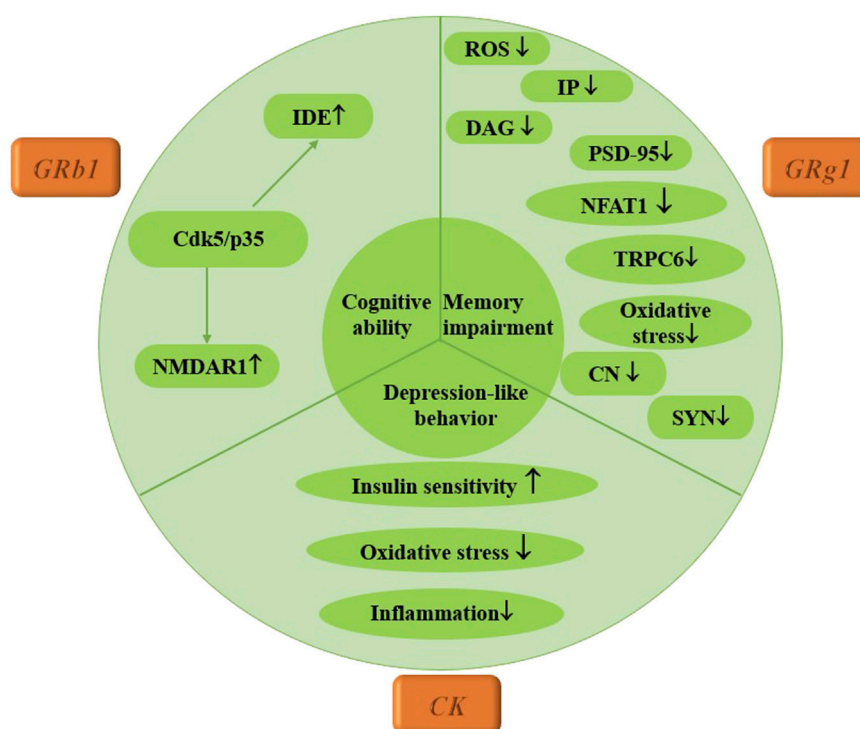 GRb1
IDE↑
Cdk5/p35
NMDAR1↑
Cognitive
ability
ROS↓
IP↓
DAG↓
PSD-95↓
NFAT1↓
TRPC6↓
Oxidative
stress↓
CN↓
SYN↓
GRg1
Memory
impairment
Depression-like
behavior
Insulin sensitivity↑
Oxidative stress↓
Inflammation↓
CK